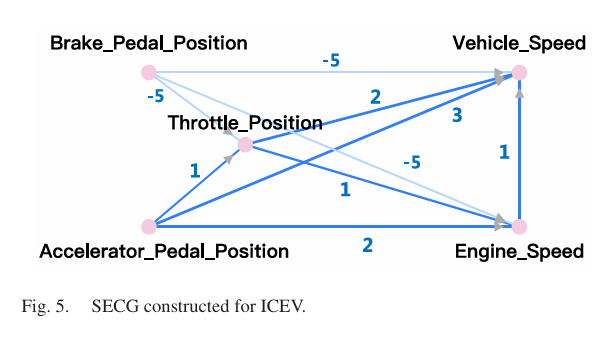 Brake_Pedal_Position
Vehicle_Speed
-5
-5
2
Throttle_Position
3
-5
1
1
1
Accelerator_Pedal_Position
2
Engine_Speed
Fig. 5. SECG constructed for ICEV.